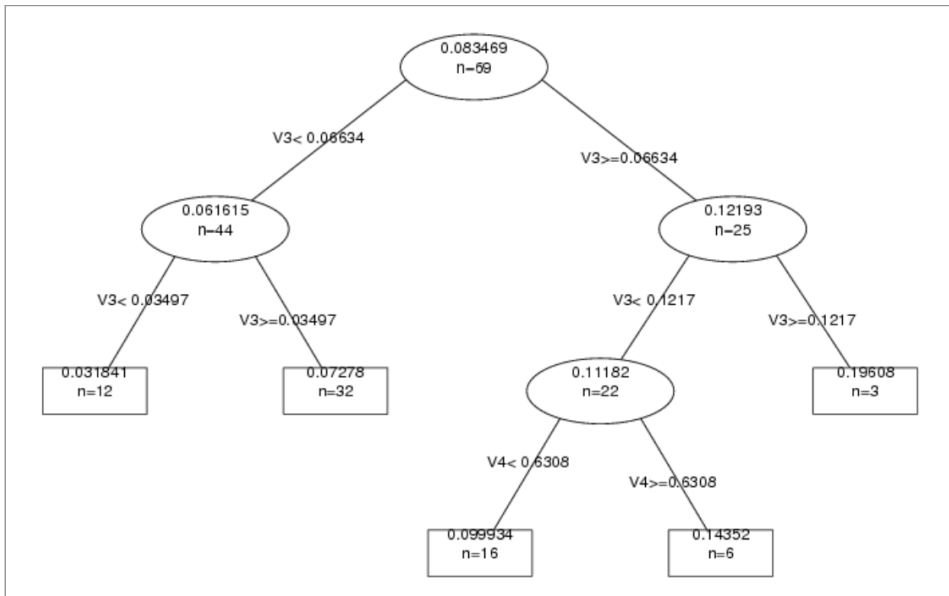 0.083469
n=69
V3< 0.06634
V3>=0.06634
0.061615
n=44
0.12193
n=25
V3< 0.03497
V3>=0.03497
V3< 0.1217
V3>=0.1217
0.031841
n=12
0.07278
n=32
0.11182
n=22
0.19608
n=3
V4< 0.6308
V4>=0.6308
0.099934
n=16
0.14352
n=6